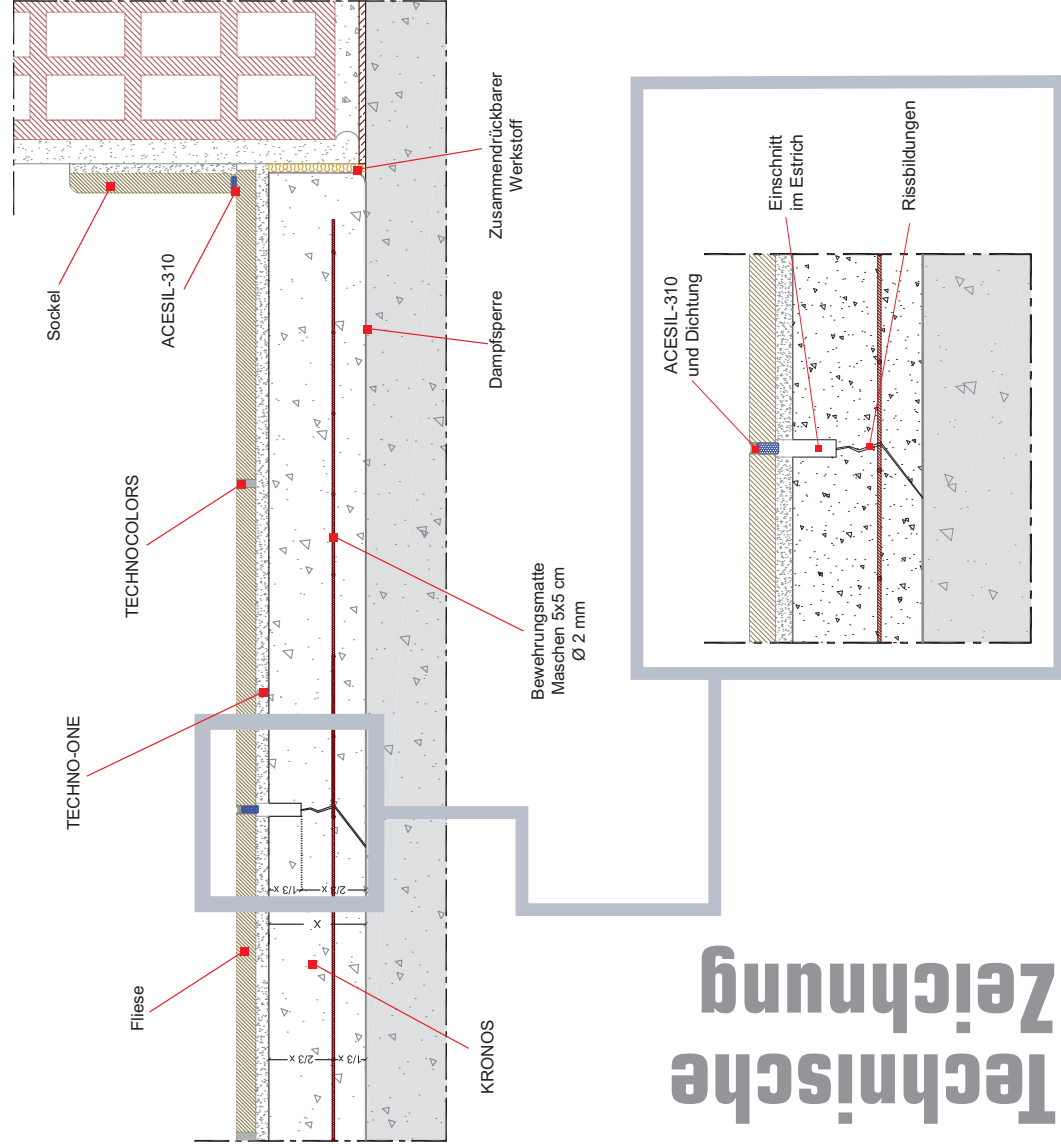 Technische
Zeichnung
Fliese
TECHNO-ONE
TECHNOCOLORS
Sockel
ACESIL-310
KRONOS
Bewehrungsmatte
Maschen 5x5 cm
Ø 2 mm
Dampfsperre
Zusammendrückbarer
Werkstoff
2/3 x
1/3 x
X
1/3 x
2/3 x
ACESIL-310
und Dichtung
Einschnitt
im Estrich
Rissbildungen